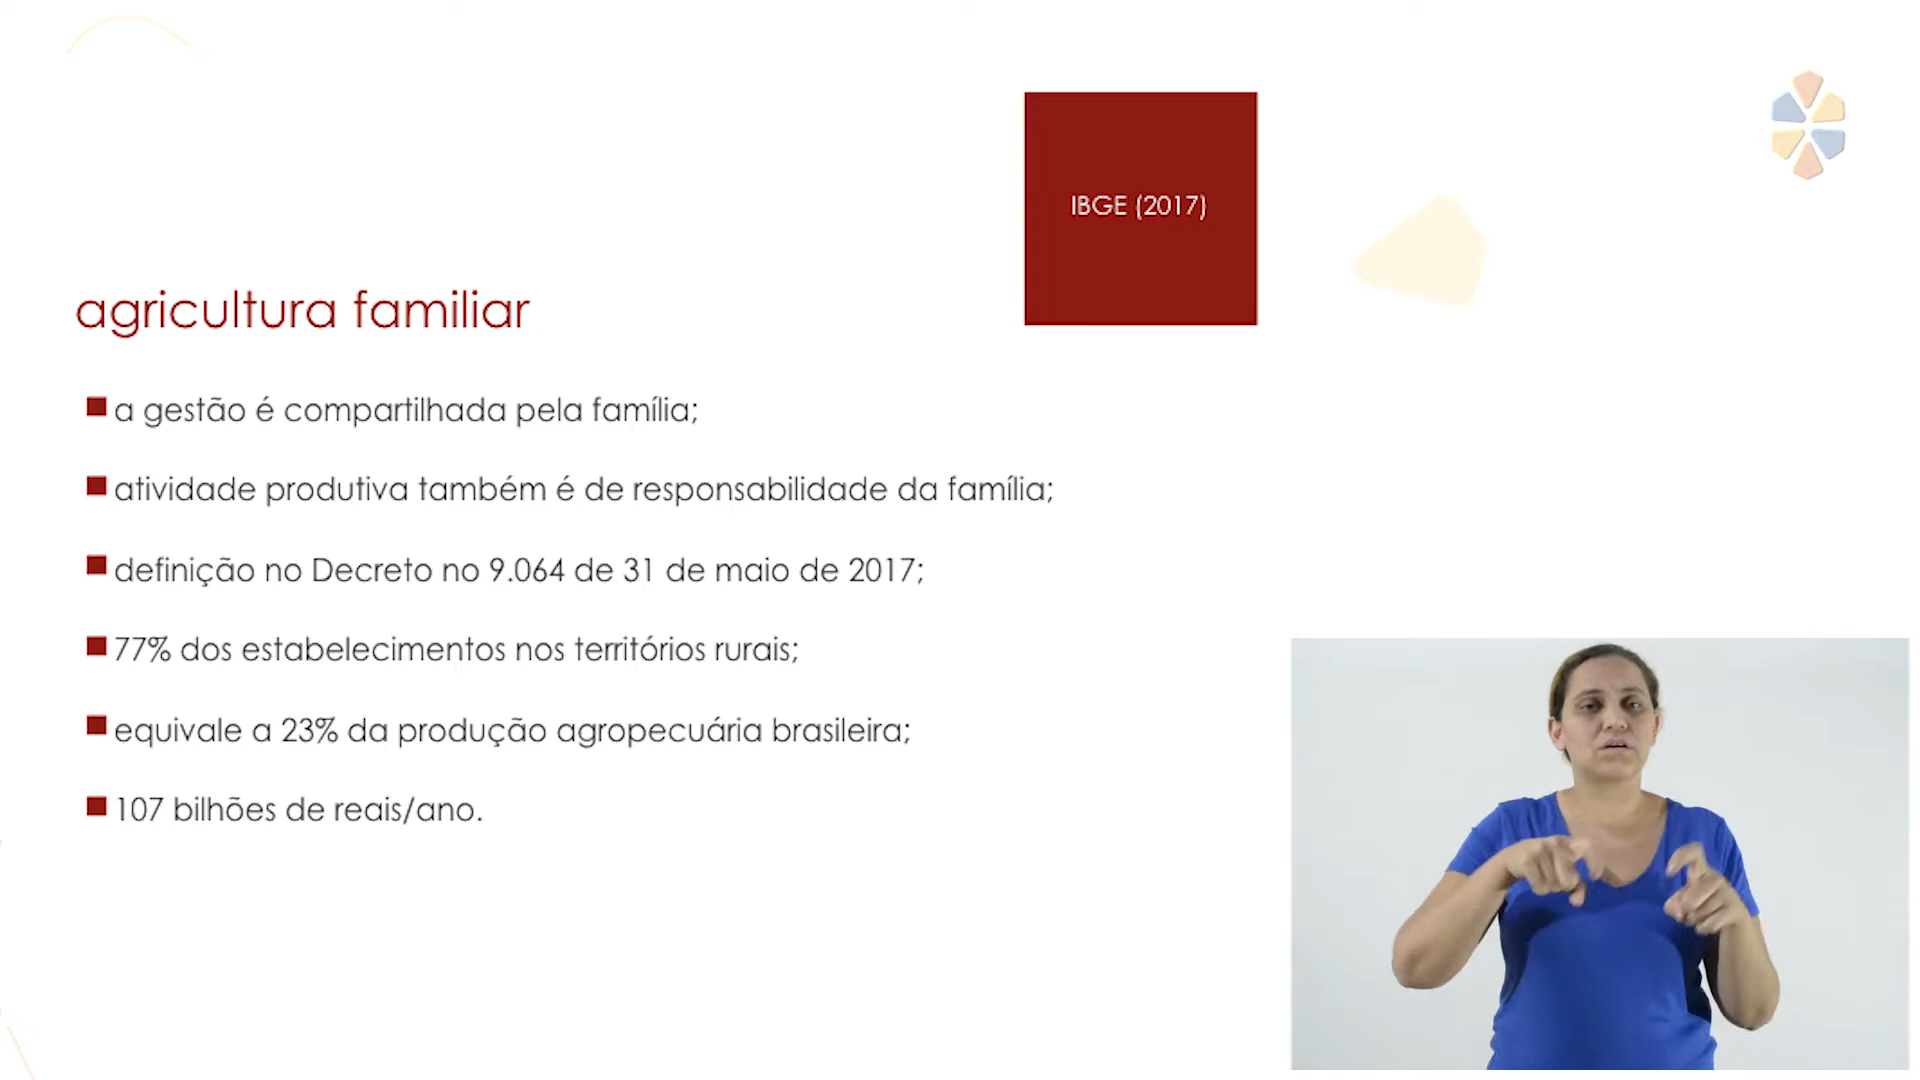 IBGE (2017)
agricultura familiar
a gestão é compartilhada pela família;
atividade produtiva também é de responsabilidade da família;
definição no Decreto no 9.064 de 31 de maio de 2017;
77% dos estabelecimentos nos territórios rurais;
equivale a 23% da produção agropecuária brasileira;
107 bilhões de reais/ano.